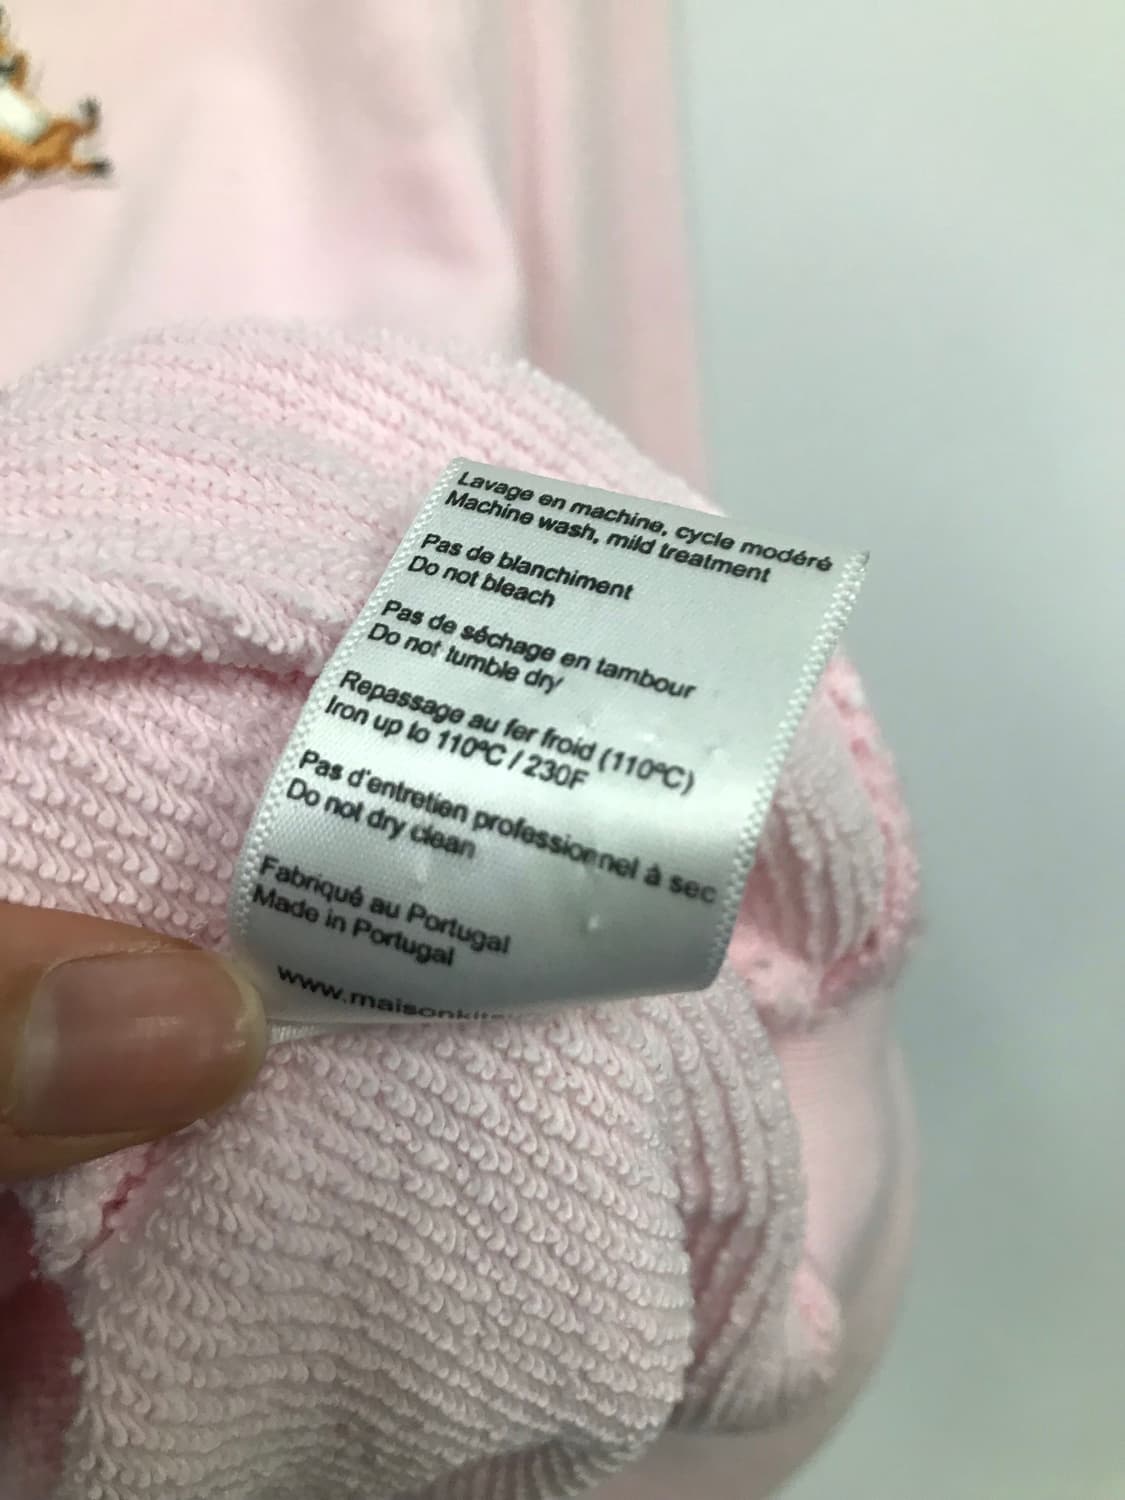 Lavage en machine, cycle modéré
Machine wash, mild treatment
Pas de blanchiment
Do not bleach
Pas de séchage en tambour
Do not tumble dry
Repassage au fer froid (110ºC)
Iron up to 110ºC / 230F
Pas d'entretien professionnel à sec
Do not dry clean
Fabriqué au Portugal
Made in Portugal